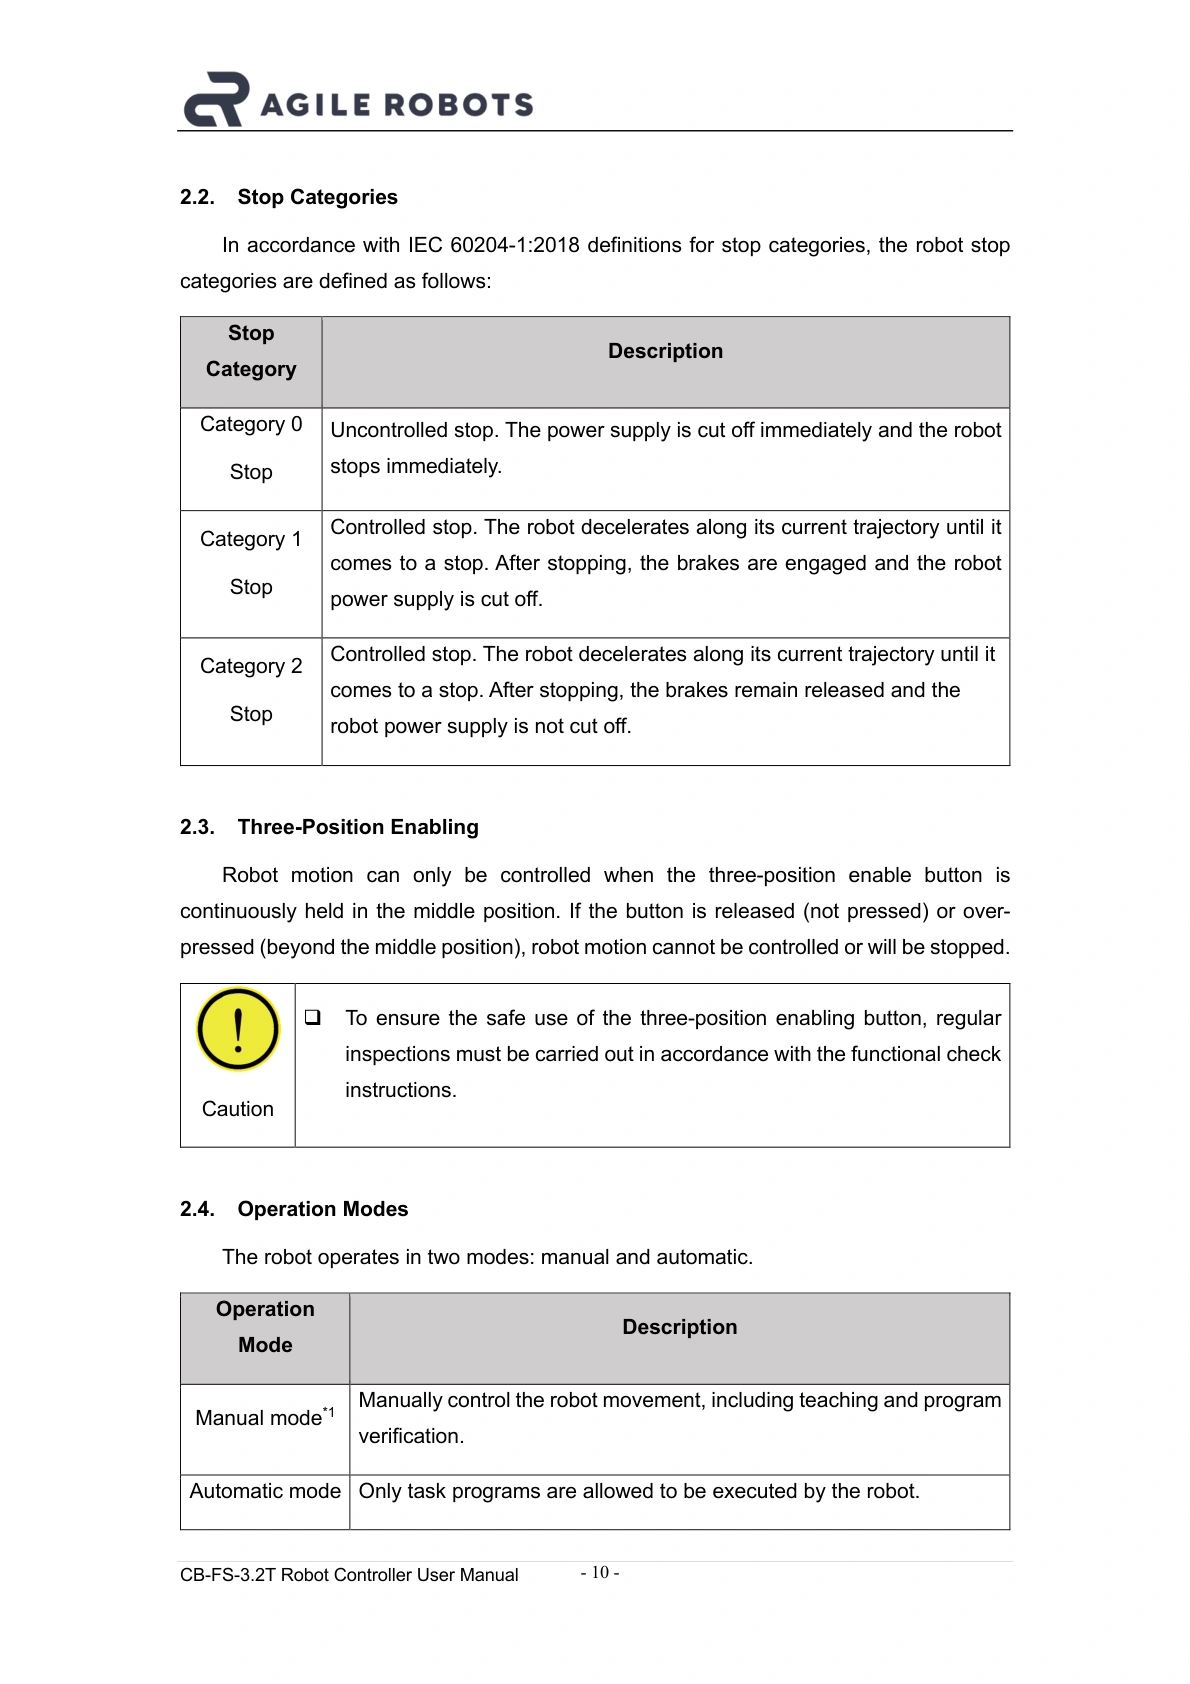 AGILE ROBOTS
2.2. Stop Categories
In accordance with IEC 60204-1:2018 definitions for stop categories, the robot stop
categories are defined as follows:
Stop
Category
Description
Category 0
Stop
Uncontrolled stop. The power supply is cut off immediately and the robot
stops immediately.
Category 1
Stop
Controlled stop. The robot decelerates along its current trajectory until it
comes to a stop. After stopping, the brakes are engaged and the robot
power supply is cut off.
Category 2
Stop
Controlled stop. The robot decelerates along its current trajectory until it
comes to a stop. After stopping, the brakes remain released and the
robot power supply is not cut off.
2.3. Three-Position Enabling
Robot motion can only be controlled when the three-position enable button is
continuously held in the middle position. If the button is released (not pressed) or over-
pressed (beyond the middle position), robot motion cannot be controlled or will be stopped.
!
Caution
❑ To ensure the safe use of the three-position enabling button, regular
inspections must be carried out in accordance with the functional check
instructions.
2.4. Operation Modes
The robot operates in two modes: manual and automatic.
Operation
Mode
Description
Manual mode*1
Manually control the robot movement, including teaching and program
verification.
Automatic mode
Only task programs are allowed to be executed by the robot.
CB-FS-3.2T Robot Controller User Manual - 10 -